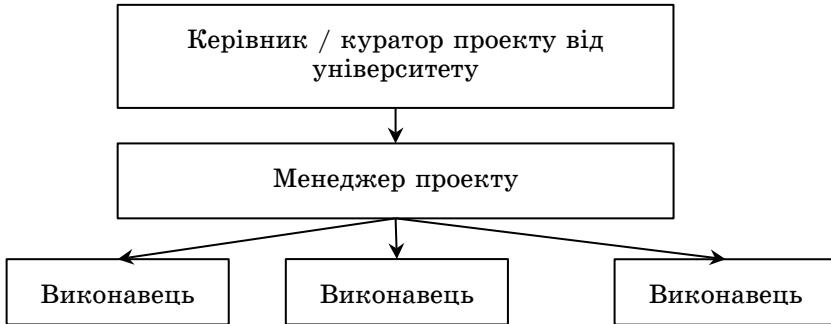 Керівник / куратор проекту від
університету
Менеджер проекту
Виконавець Виконавець Виконавець